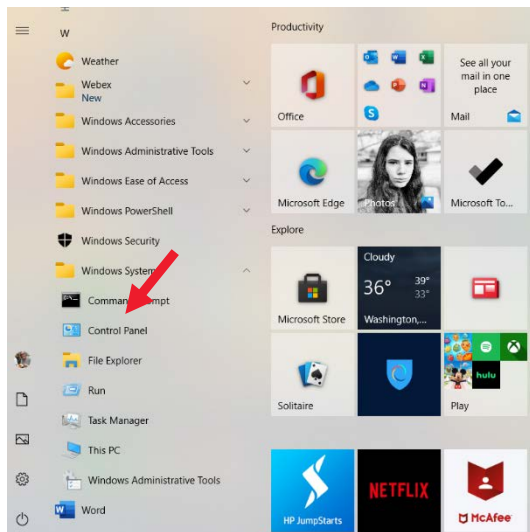 W
Weather
Webex
New
Windows Accessories
Windows Administrative Tools
Windows Ease of Access
Windows PowerShell
Windows Security
Windows System
Command Prompt
Control Panel
File Explorer
Run
Task Manager
This PC
Windows Administrative Tools
Word
Productivity
Office
See all your
mail in one
place
Mail
Microsoft Edge
Photos
Microsoft To...
Explore
Microsoft Store
Cloudy
36°
39°
33°
Washington,...
Solitaire
hulu
Play
HP JumpStarts
NETFLIX
McAfee